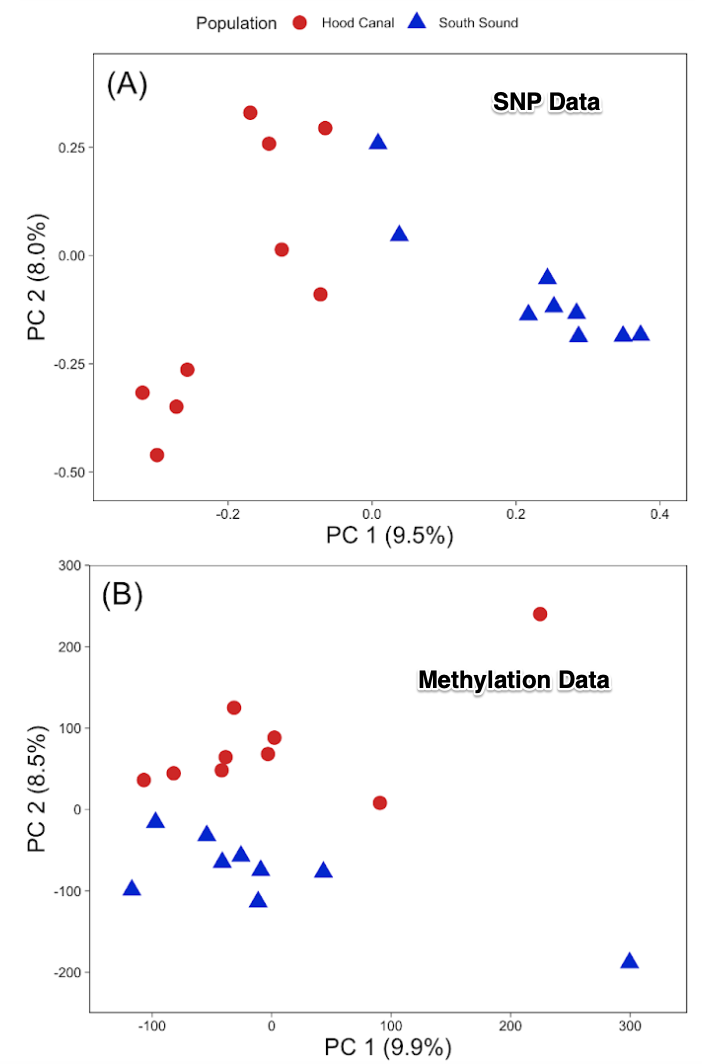 Population Hood Canal South Sound
(A)
SNP Data
0.25
0.00
-0.25
-0.50
PC 2 (8.0%)
-0.2 0.0 0.2 0.4
PC 1 (9.5%)
300
(B)
200
Methylation Data
100
0
-100
-200
PC 2 (8.5%)
-100 0 100 200 300
PC 1 (9.9%)